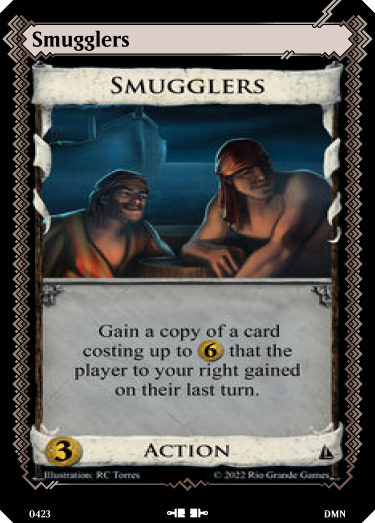 Smugglers
SMUGGLERS
Gain a copy of a card
costing up to 6 that the
player to your right gained
on their last turn.
3
ACTION
Illustration: RC Torres
© 2022 Rio Grande Games
0423
DMN